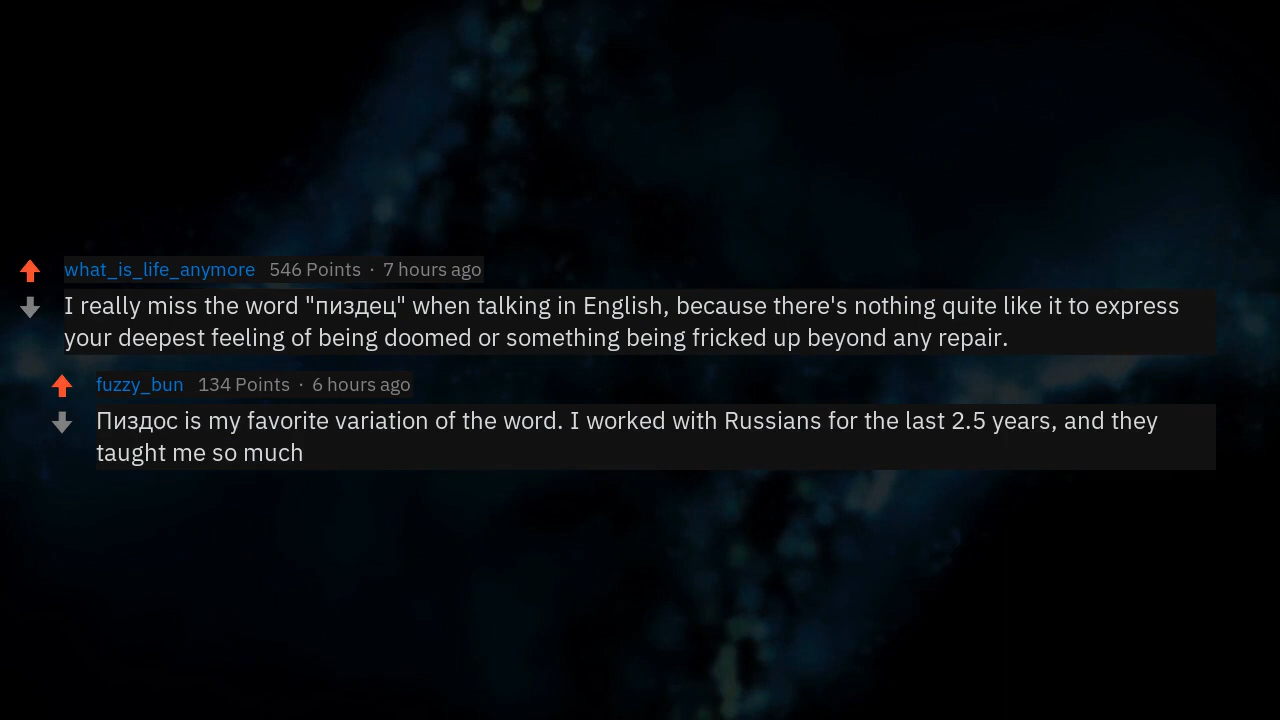 what_is_life_anymore 546 Points · 7 hours ago
I really miss the word "пиздец" when talking in English, because there's nothing quite like it to express
your deepest feeling of being doomed or something being fricked up beyond any repair.
fuzzy_bun 134 Points · 6 hours ago
Пиздос is my favorite variation of the word. I worked with Russians for the last 2.5 years, and they
taught me so much